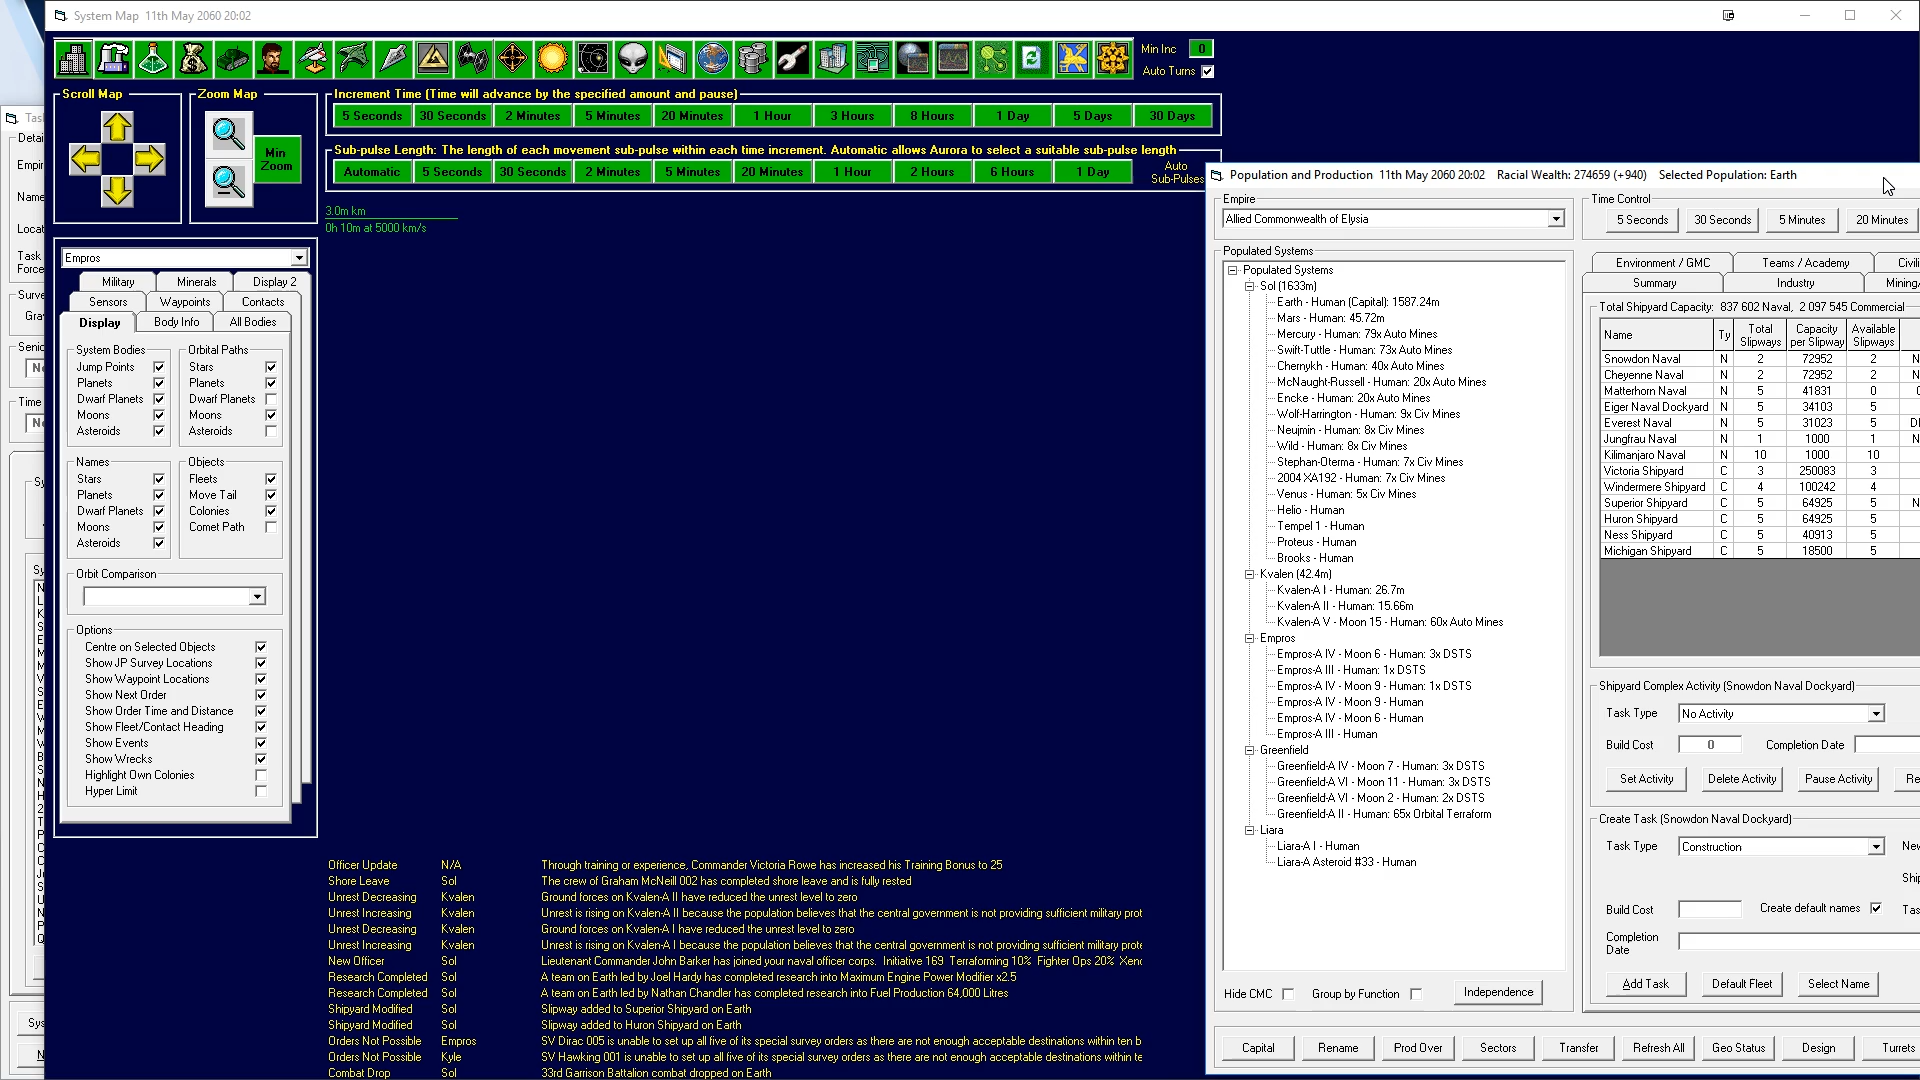 System Map  11th May 2060 20:02
Min Inc 0
Auto Turns
Scroll Map
Zoom Map
Min Zoom
Increment Time (Time will advance by the specified amount and pause)
5 Seconds 30 Seconds 2 Minutes 5 Minutes 20 Minutes 1 Hour 3 Hours 8 Hours 1 Day 5 Days 30 Days
Sub-pulse Length: The length of each movement sub-pulse within each time increment. Automatic allows Aurora to select a suitable sub-pulse length
Automatic 5 Seconds 30 Seconds 2 Minutes 5 Minutes 20 Minutes 1 Hour 2 Hours 6 Hours 1 Day
Auto
Sub-Pulses
3.0m km
0h 10m at 5000 km/s
Tas
Detai
Empir
Name
Locat
Task
Force
Surve
Gra
Senic
Time
Sys
Empros
Military Minerals Display 2
Sensors Waypoints Contacts
Display Body Info All Bodies
System Bodies
Jump Points
Planets
Dwarf Planets
Moons
Asteroids
Orbital Paths
Stars
Planets
Dwarf Planets
Moons
Asteroids
Names
Stars
Planets
Dwarf Planets
Moons
Asteroids
Objects
Fleets
Move Tail
Colonies
Comet Path
Orbit Comparison
Options
Centre on Selected Objects
Show JP Survey Locations
Show Waypoint Locations
Show Next Order
Show Order Time and Distance
Show Fleet/Contact Heading
Show Events
Show Wrecks
Highlight Own Colonies
Hyper Limit
Officer Update N/A Through training or experience, Commander Victoria Rowe has increased his Training Bonus to 25
Shore Leave Sol The crew of Graham McNeill 002 has completed shore leave and is fully rested
Unrest Decreasing Kvalen Ground forces on Kvalen-A II have reduced the unrest level to zero
Unrest Increasing Kvalen Unrest is rising on Kvalen-A II because the population believes that the central government is not providing sufficient military prot
Unrest Decreasing Kvalen Ground forces on Kvalen-A I have reduced the unrest level to zero
Unrest Increasing Kvalen Unrest is rising on Kvalen-A I because the population believes that the central government is not providing sufficient military prote
New Officer Sol Lieutenant Commander John Barker has joined your naval officer corps.  Initiative 169  Terraforming 10%  Fighter Ops 20%  Xenc
Research Completed Sol A team on Earth led by Joel Hardy has completed research into Maximum Engine Power Modifier x2.5
Research Completed Sol A team on Earth led by Nathan Chandler has completed research into Fuel Production 64,000 Litres
Shipyard Modified Sol Slipway added to Superior Shipyard on Earth
Shipyard Modified Sol Slipway added to Huron Shipyard on Earth
Orders Not Possible Empros SV Dirac 005 is unable to set up all five of its special survey orders as there are not enough acceptable destinations within ten b
Orders Not Possible Kyle SV Hawking 001 is unable to set up all five of its special survey orders as there are not enough acceptable destinations within te
Combat Drop Sol 33rd Garrison Battalion combat dropped on Earth
Population and Production  11th May 2060 20:02  Racial Wealth: 274659 (+940)  Selected Population: Earth
Empire
Allied Commonwealth of Elysia
Time Control
5 Seconds 30 Seconds 5 Minutes 20 Minutes
Populated Systems
Populated Systems
Sol (1633m)
Earth - Human (Capital): 1587.24m
Mars - Human: 45.72m
Mercury - Human: 79x Auto Mines
Swift-Tuttle - Human: 73x Auto Mines
Chernykh - Human: 40x Auto Mines
McNaught-Russell - Human: 20x Auto Mines
Encke - Human: 20x Auto Mines
Wolf-Harrington - Human: 9x Civ Mines
Neujmin - Human: 8x Civ Mines
Wild - Human: 8x Civ Mines
Stephan-Oterma - Human: 7x Civ Mines
2004 XA192 - Human: 7x Civ Mines
Venus - Human: 5x Civ Mines
Helio - Human
Tempel 1 - Human
Proteus - Human
Brooks - Human
Kvalen (42.4m)
Kvalen-A I - Human: 26.7m
Kvalen-A II - Human: 15.66m
Kvalen-A V - Moon 15 - Human: 60x Auto Mines
Empros
Empros-A IV - Moon 6 - Human: 3x DSTS
Empros-A III - Human: 1x DSTS
Empros-A IV - Moon 9 - Human: 1x DSTS
Empros-A IV - Moon 9 - Human
Empros-A IV - Moon 6 - Human
Empros-A III - Human
Greenfield
Greenfield-A IV - Moon 7 - Human: 3x DSTS
Greenfield-A VI - Moon 11 - Human: 3x DSTS
Greenfield-A VI - Moon 2 - Human: 2x DSTS
Greenfield-A II - Human: 65x Orbital Terraform
Liara
Liara-A I - Human
Liara-A Asteroid #33 - Human
Hide CMC Group by Function Independence
Environment / GMC Teams / Academy Civili
Summary Industry Mining/
Total Shipyard Capacity:  837 602 Naval,  2 097 545 Commercial
Name Ty Total Slipways Capacity per Slipway Available Slipways
Snowdon Naval N 2 72952 2 N
Cheyenne Naval N 2 72952 2 N
Matterhorn Naval N 5 41831 0
Eiger Naval Dockyard N 5 34103 5
Everest Naval N 5 31023 5 D
Jungfrau Naval N 1 1000 1 N
Kilimanjaro Naval N 10 1000 10
Victoria Shipyard C 3 250083 3
Windermere Shipyard C 4 100242 4
Superior Shipyard C 5 64925 5 N
Huron Shipyard C 5 64925 5
Ness Shipyard C 5 40913 5
Michigan Shipyard C 5 18500 5
Shipyard Complex Activity (Snowdon Naval Dockyard)
Task Type No Activity
Build Cost 0 Completion Date
Set Activity Delete Activity Pause Activity Re
Create Task (Snowdon Naval Dockyard)
Task Type Construction New
Ship
Build Cost Create default names Tas
Completion
Date
Add Task Default Fleet Select Name
Capital Rename Prod Over Sectors Transfer Refresh All Geo Status Design Turrets